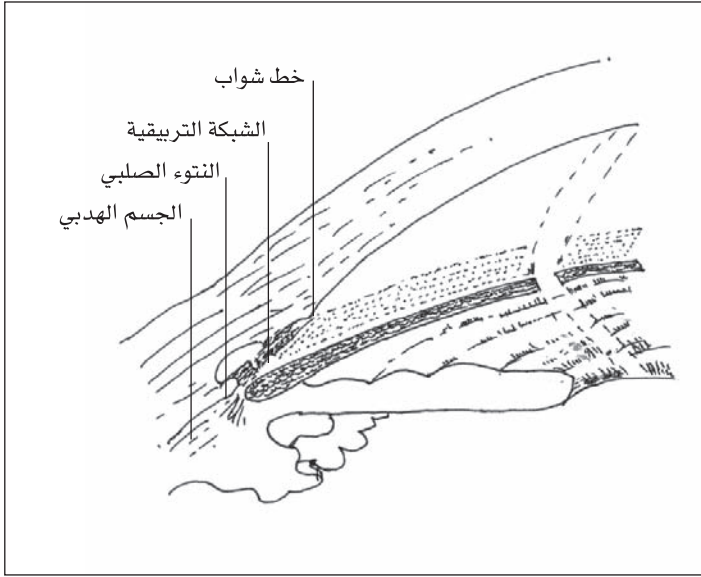 خط شواب
الشبكة التربيقية
النتوء الصلبي
الجسم الهدبي